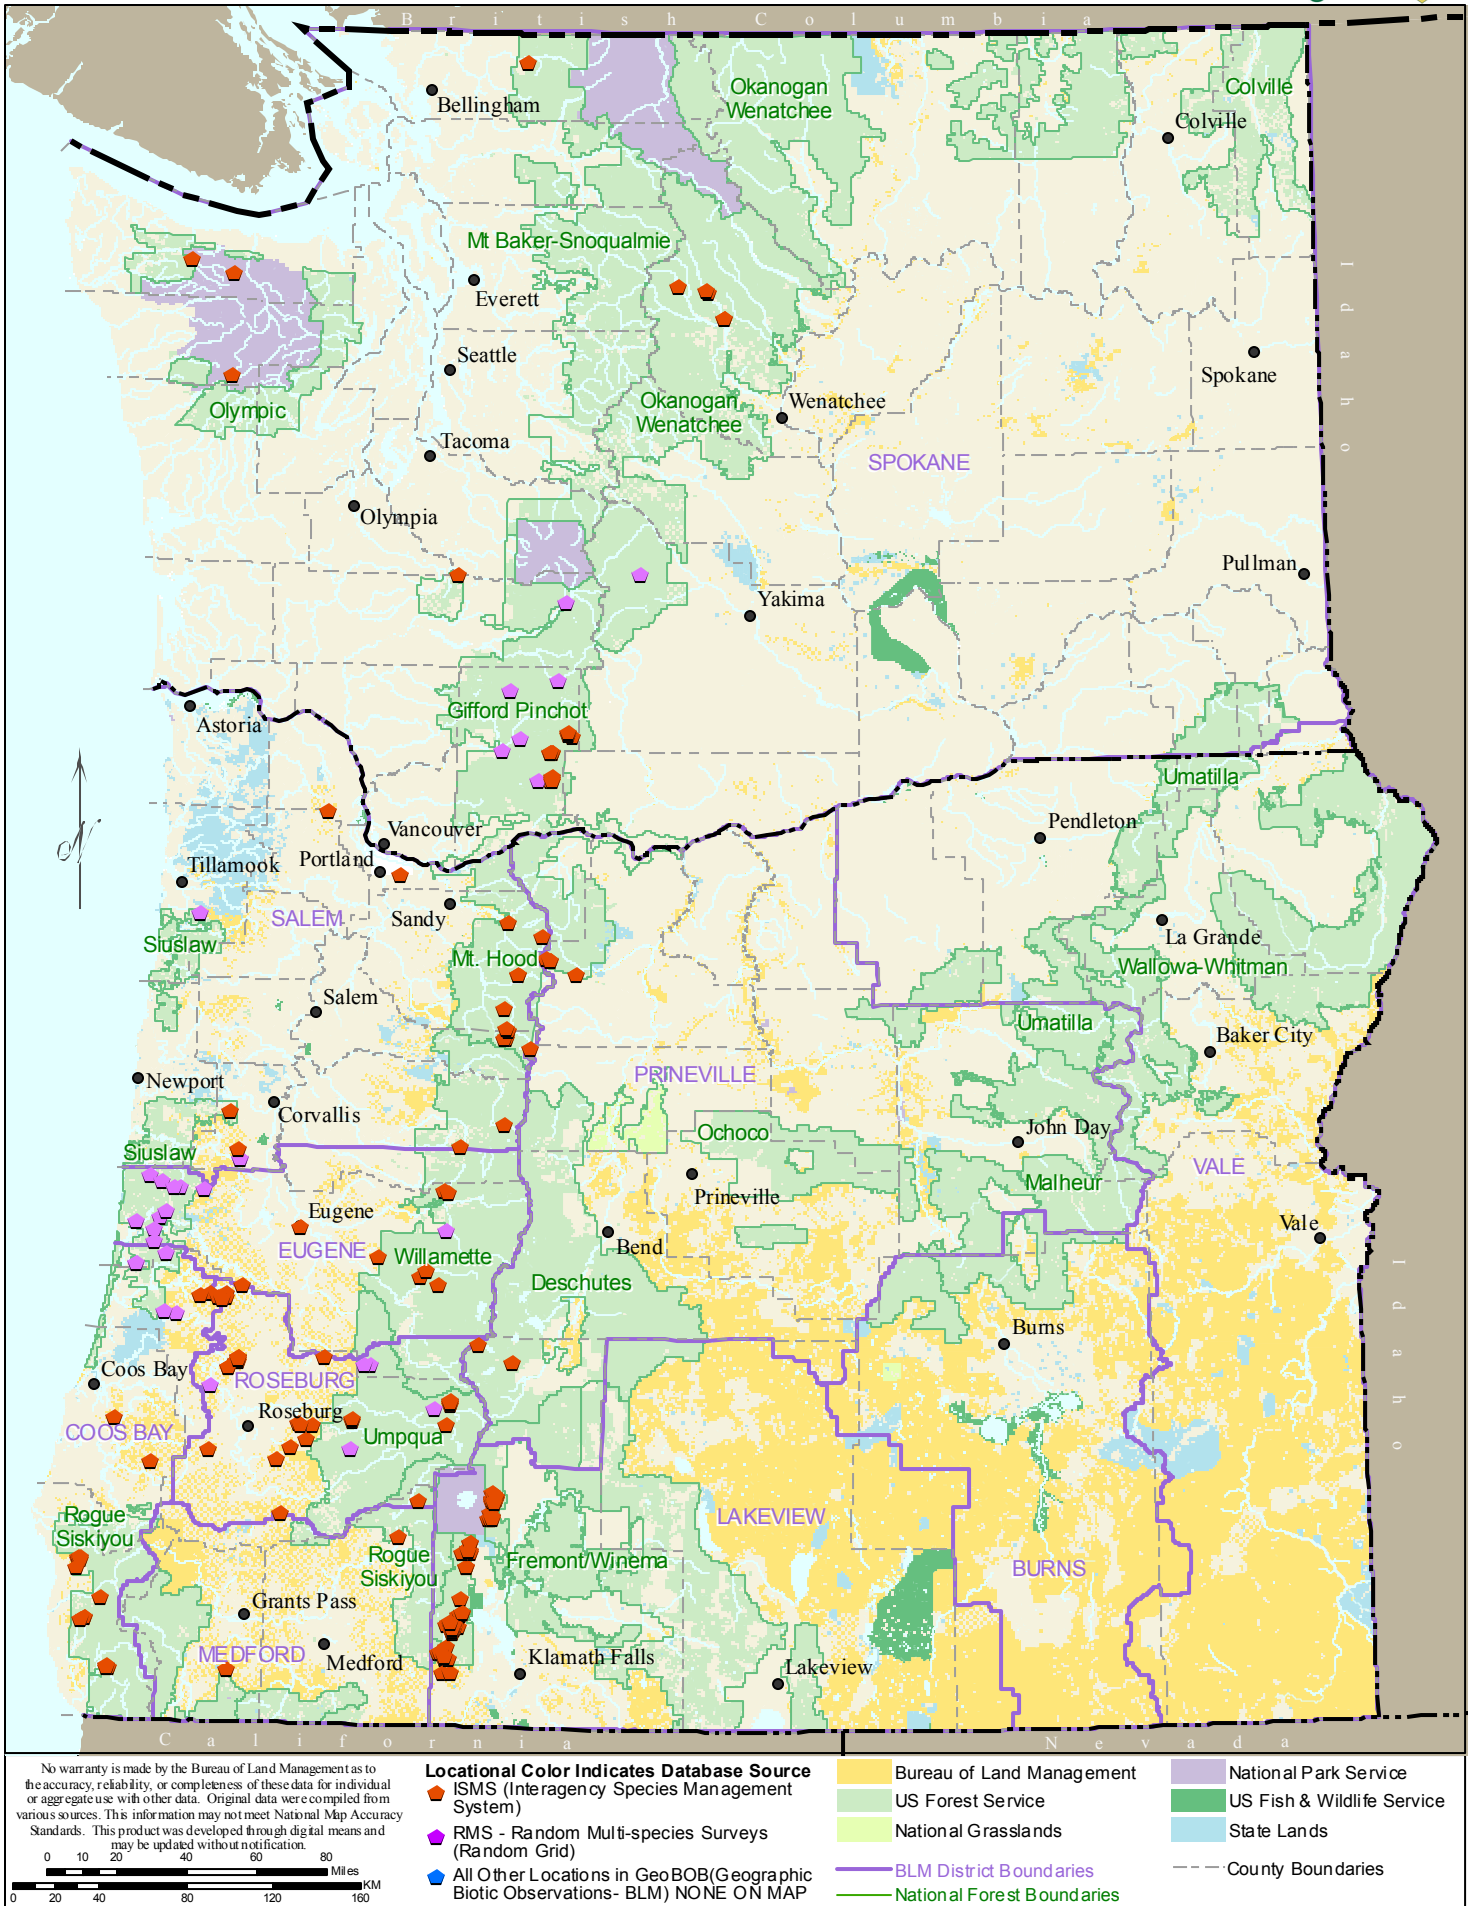 British Columbia
Okanogan
Wenatchee
Colville
Colville
Bellingham
Mt Baker-Snoqualmie
Everett
Idaho
Seattle
Spokane
Olympic
Okanogan
Wenatchee
Wenatchee
Tacoma
SPOKANE
Olympia
Pullman
Yakima
Gifford Pinchot
Astoria
Umatilla
Vancouver
Pendleton
Portland
Tillamook
Sandy
SALEM
La Grande
Siuslaw
Mt. Hood
Wallowa-Whitman
Salem
Umatilla
Baker City
Newport
PRINEVILLE
Corvallis
John Day
Ochoco
Siuslaw
VALE
Malheur
Prineville
Eugene
Vale
EUGENE
Willamette
Bend
Deschutes
Idaho
Burns
Coos Bay
ROSEBURG
Roseburg
COOS BAY
Umpqua
Rogue
Siskiyou
LAKEVIEW
Rogue
Siskiyou
Fremont/Winema
BURNS
Grants Pass
MEDFORD
Medford
Klamath Falls
Lakeview
California
Nevada
No warranty is made by the Bureau of Land Management as to
the accuracy, reliability, or completeness of these data for individual
or aggregate use with other data. Original data were compiled from
various sources. This information may not meet National Map Accuracy
Standards. This product was developed through digital means and
may be updated without notification.
0 10 20 40 60 80
Miles
KM
0 20 40 80 120 160
Locational Color Indicates Database Source
ISMS (Interagency Species Management
System)
RMS - Random Multi-species Surveys
(Random Grid)
All Other Locations in GeoBOB(Geographic
Biotic Observations- BLM) NONE ON MAP
Bureau of Land Management
US Forest Service
National Grasslands
BLM District Boundaries
National Forest Boundaries
National Park Service
US Fish & Wildlife Service
State Lands
County Boundaries